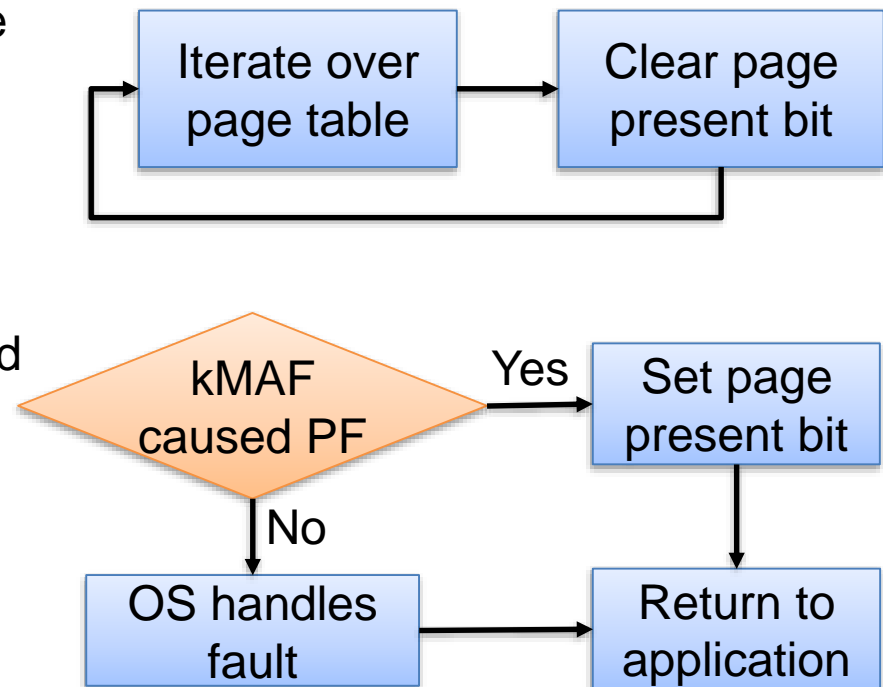 e
Iterate over
page table
Clear page
present bit
d
kMAF
caused PF
Yes
Set page
present bit
No
OS handles
fault
Return to
application